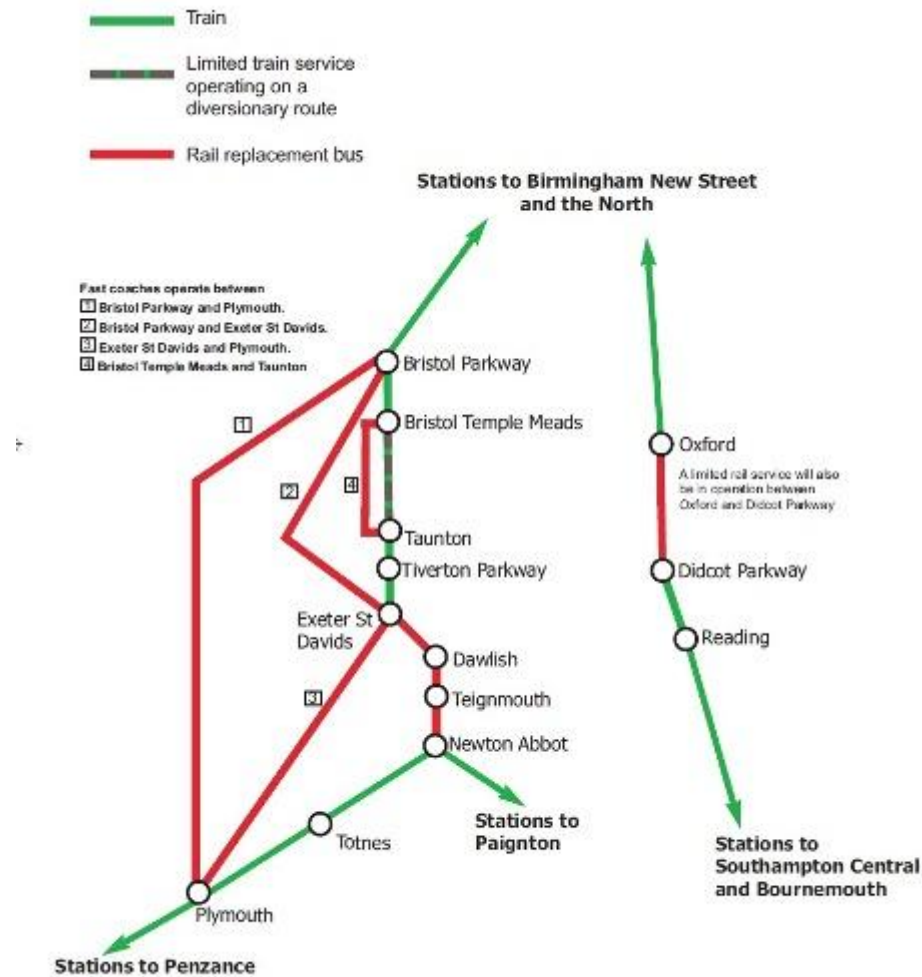 Train
Limited train service
operating on a
diversionary route
Rail replacement bus
Stations to Birmingham New Street
and the North
Fast coaches operate between
1 Bristol Parkway and Plymouth.
2 Bristol Parkway and Exeter St Davids.
3 Exeter St Davids and Plymouth.
4 Bristol Temple Meads and Taunton
Bristol Parkway
1
Bristol Temple Meads
Oxford
A limited rail service will also
be in operation between
Oxford and Didcot Parkway
2
4
Taunton
Tiverton Parkway
Didcot Parkway
Exeter St
Davids
Reading
Dawlish
3
Teignmouth
Newton Abbot
Stations to
Paignton
Totnes
Stations to
Southampton Central
and Bournemouth
Plymouth
Stations to Penzance